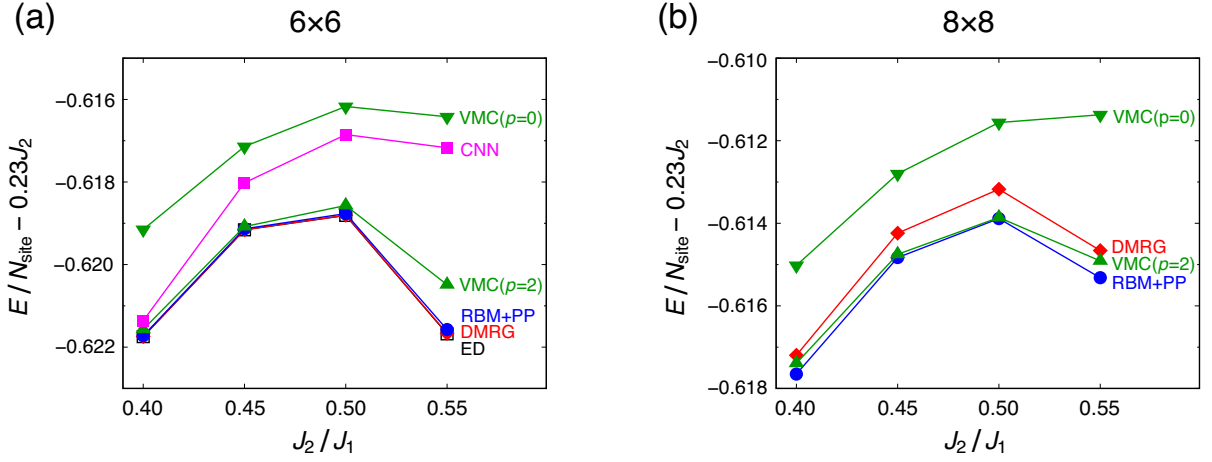 (a)
6×6
E / Nsite − 0.23J2
−0.616
−0.618
−0.620
−0.622
VMC(p=0)
CNN
VMC(p=2)
RBM+PP
DMRG
ED
0.40
0.45
0.50
0.55
J2 / J1
(b)
8×8
E / Nsite − 0.23J2
−0.610
−0.612
−0.614
−0.616
−0.618
VMC(p=0)
DMRG
VMC(p=2)
RBM+PP
0.40
0.45
0.50
0.55
J2 / J1